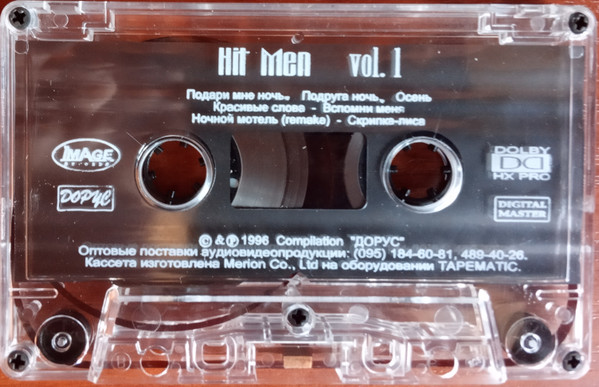 Hit Men vol. 1
Подари мне ночь, Подруга ночь, Осень
Красивые слова - Вспомни меня
Ночной мотель (remake) - Скрипка-лиса
IMAGE
RECORDS
ДОРУС
DOLBY
HX PRO
DIGITAL
MASTER
© & ℗ 1996 Compilation "ДОРУС"
Оптовые поставки аудиовидеопродукции: (095) 184-60-81, 489-40-26.
Кассета изготовлена Merion Co., Ltd на оборудовании TAPEMATIC.